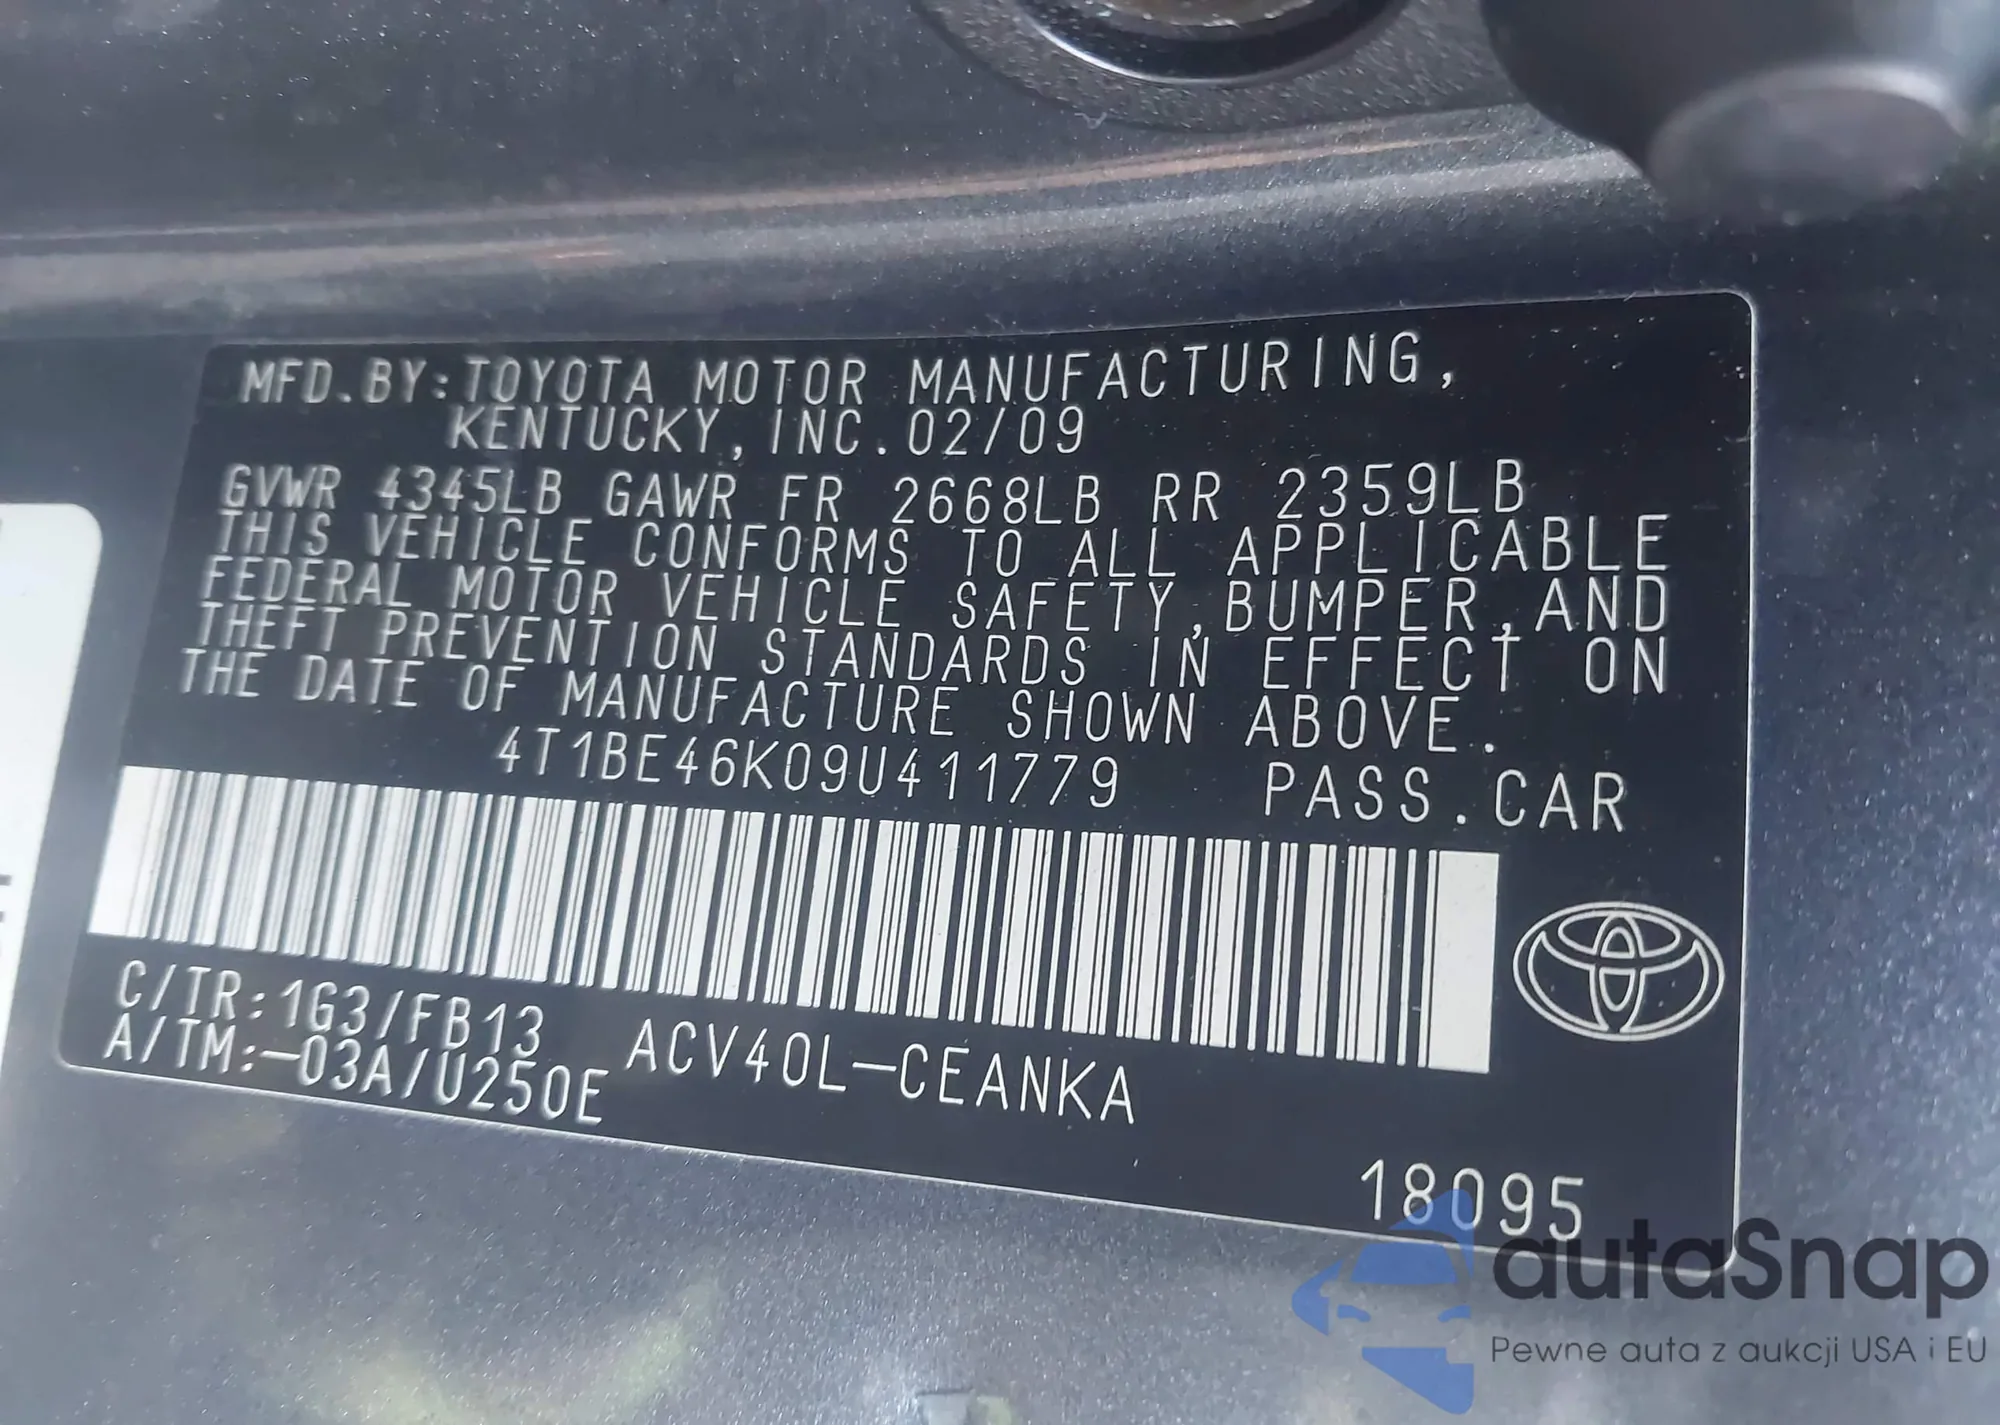 MFD.BY:TOYOTA MOTOR MANUFACTURING,
KENTUCKY, INC.02/09
GVWR 4345LB GAWR FR 2668LB RR 2359LB
THIS VEHICLE CONFORMS TO ALL APPLICABLE
FEDERAL MOTOR VEHICLE SAFETY,BUMPER,AND
THEFT PREVENTION STANDARDS IN EFFECT ON
THE DATE OF MANUFACTURE SHOWN ABOVE.
4T1BE46K09U411779 PASS.CAR
C/TR:1G3/FB13 ACV40L-CEANKA
A/TM:-03A/U250E
18095
autaSnap
Pewne auta z aukcji USA i EU